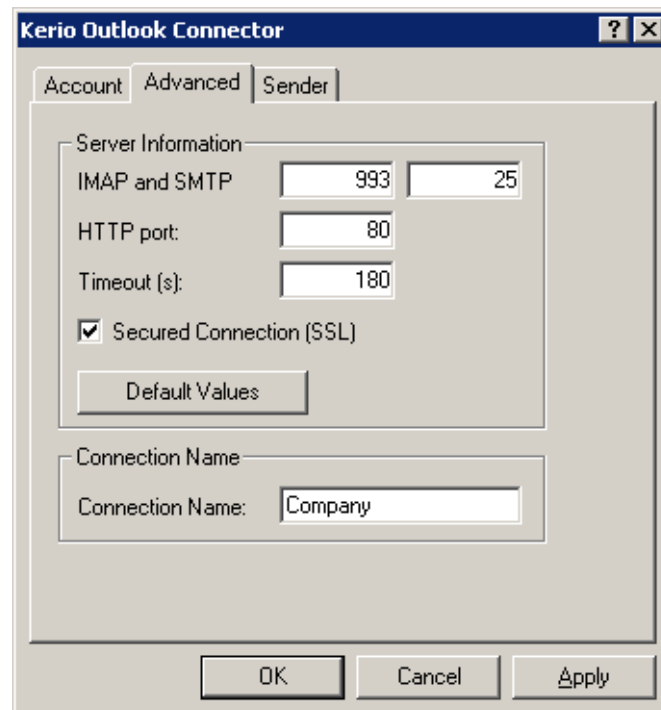 Kerio Outlook Connector
Account Advanced Sender
Server Information
IMAP and SMTP 993 25
HTTP port: 80
Timeout (s): 180
Secured Connection (SSL)
Default Values
Connection Name
Connection Name: Company
OK Cancel Apply